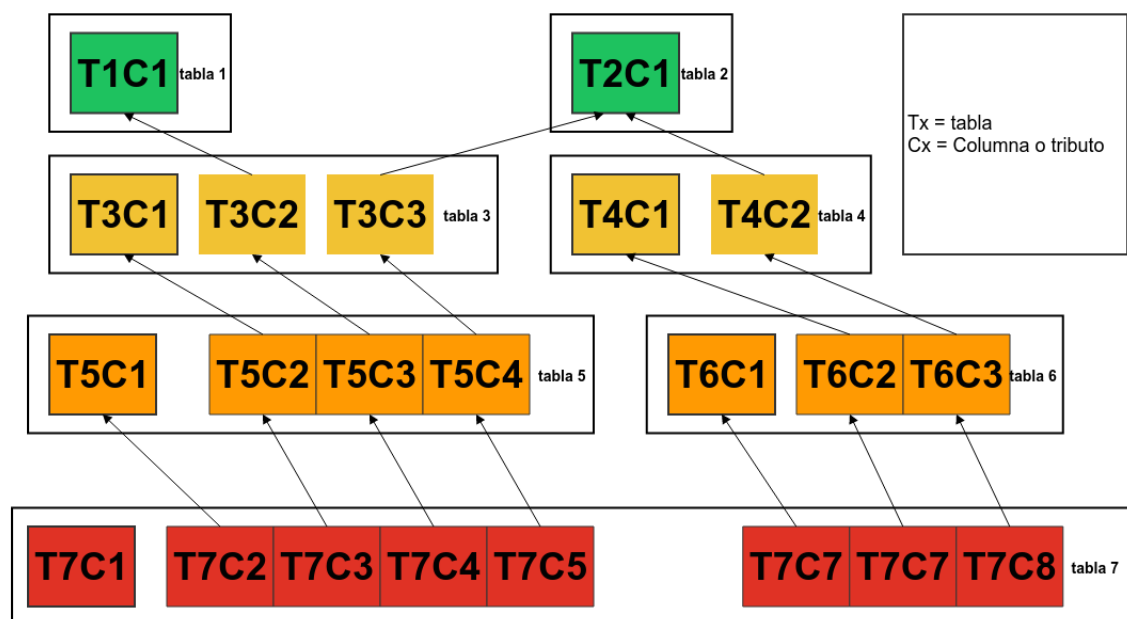 T1C1 tabla 1
T2C1 tabla 2
Tx = tabla
Cx = Columna o tributo
T3C1 T3C2 T3C3 tabla 3
T4C1 T4C2 tabla 4
T5C1 T5C2 T5C3 T5C4 tabla 5
T6C1 T6C2 T6C3 tabla 6
T7C1 T7C2 T7C3 T7C4 T7C5 T7C7 T7C7 T7C8 tabla 7